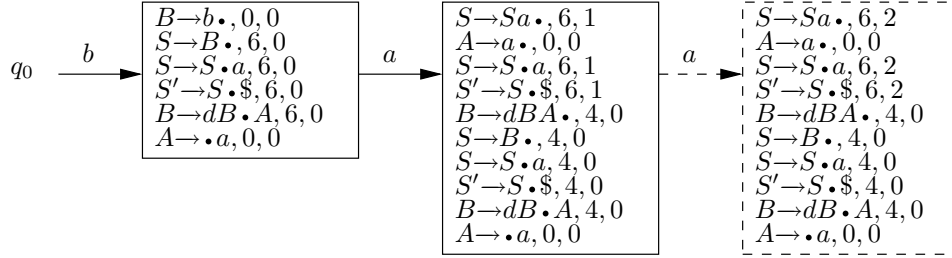 q₀
b
B→b•,0,0
S→B•,6,0
S→S•a,6,0
S'→S•$,6,0
B→dB•A,6,0
A→•a,0,0
a
S→Sa•,6,1
A→a•,0,0
S→S•a,6,1
S'→S•$,6,1
B→dBA•,4,0
S→B•,4,0
S→S•a,4,0
S'→S•$,4,0
B→dB•A,4,0
A→•a,0,0
a
S→Sa•,6,2
A→a•,0,0
S→S•a,6,2
S'→S•$,6,2
B→dBA•,4,0
S→B•,4,0
S→S•a,4,0
S'→S•$,4,0
B→dB•A,4,0
A→•a,0,0